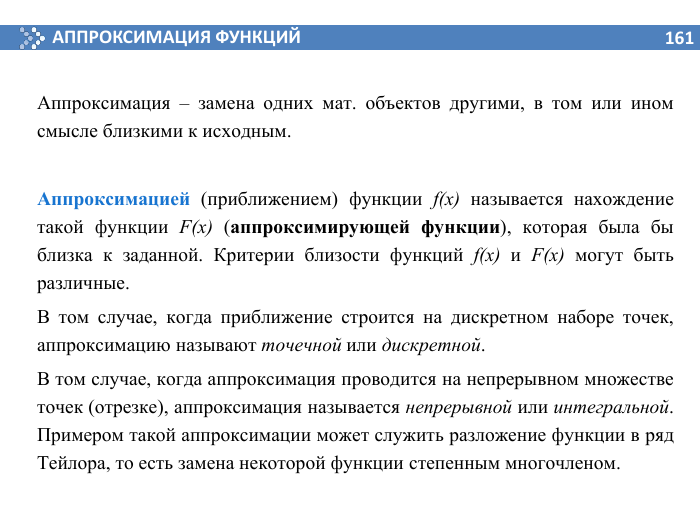 АППРОКСИМАЦИЯ ФУНКЦИЙ 161
Аппроксимация – замена одних мат. объектов другими, в том или ином
смысле близкими к исходным.
Аппроксимацией (приближением) функции f(x) называется нахождение
такой функции F(x) (аппроксимирующей функции), которая была бы
близка к заданной. Критерии близости функций f(x) и F(x) могут быть
различные.
В том случае, когда приближение строится на дискретном наборе точек,
аппроксимацию называют точечной или дискретной.
В том случае, когда аппроксимация проводится на непрерывном множестве
точек (отрезке), аппроксимация называется непрерывной или интегральной.
Примером такой аппроксимации может служить разложение функции в ряд
Тейлора, то есть замена некоторой функции степенным многочленом.